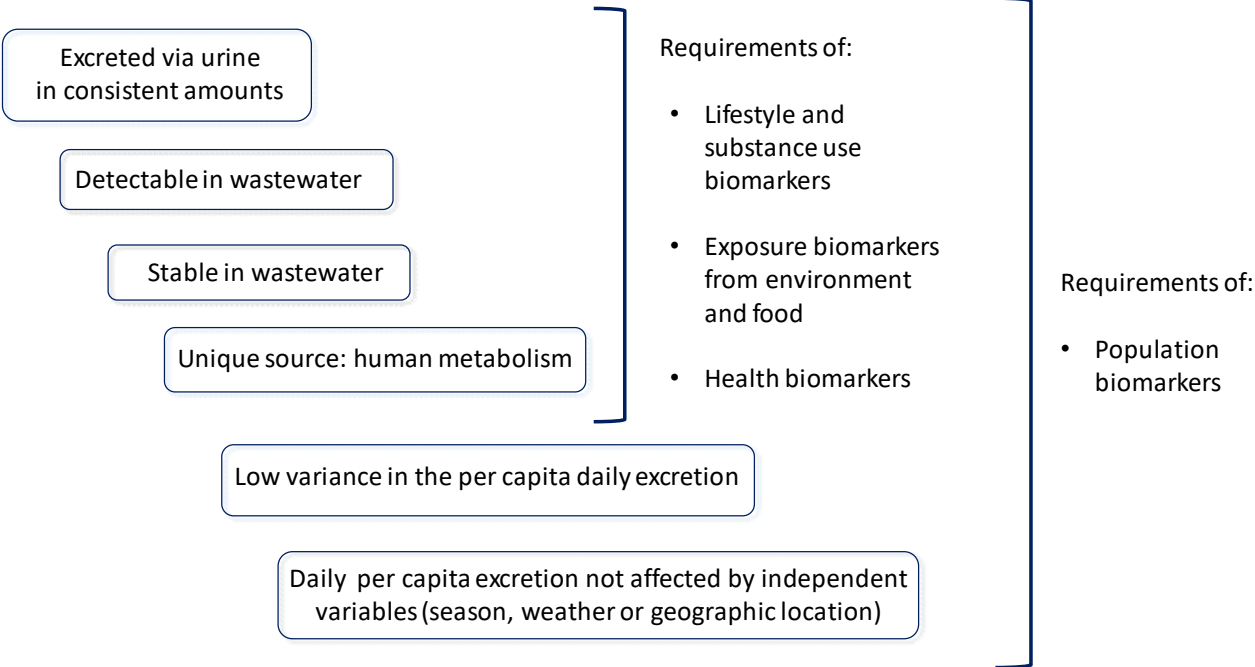 Excreted via urine
in consistent amounts
Detectable in wastewater
Stable in wastewater
Unique source: human metabolism
Low variance in the per capita daily excretion
Daily per capita excretion not affected by independent
variables (season, weather or geographic location)
Requirements of:
• Lifestyle and
substance use
biomarkers
• Exposure biomarkers
from environment
and food
• Health biomarkers
Requirements of:
• Population
biomarkers